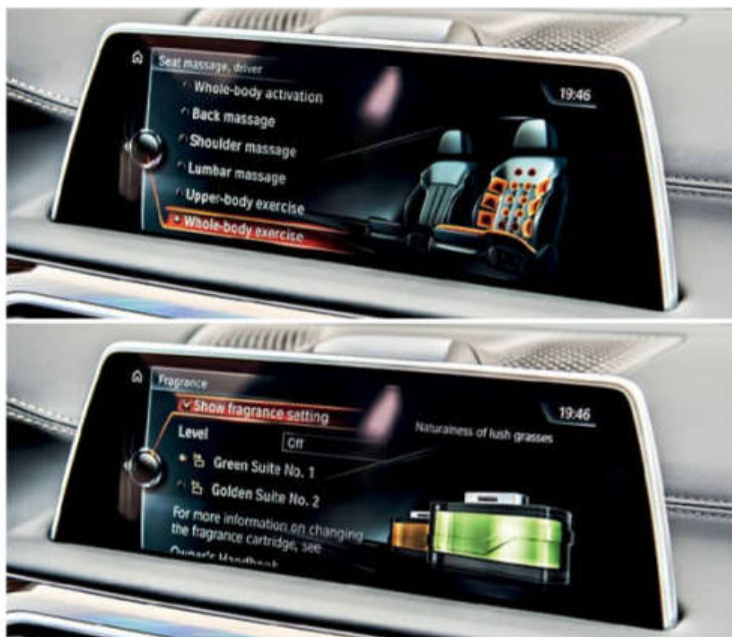 Seat massage, driver
19:46
Whole-body activation
Back massage
Shoulder massage
Lumbar massage
Upper-body exercise
Whole-body exercise
Fragrance
19:46
Show fragrance setting
Naturalness of lush grasses
Level
Off
Green Suite No. 1
Golden Suite No. 2
For more information on changing
the fragrance cartridge, see
Owner's Handbook